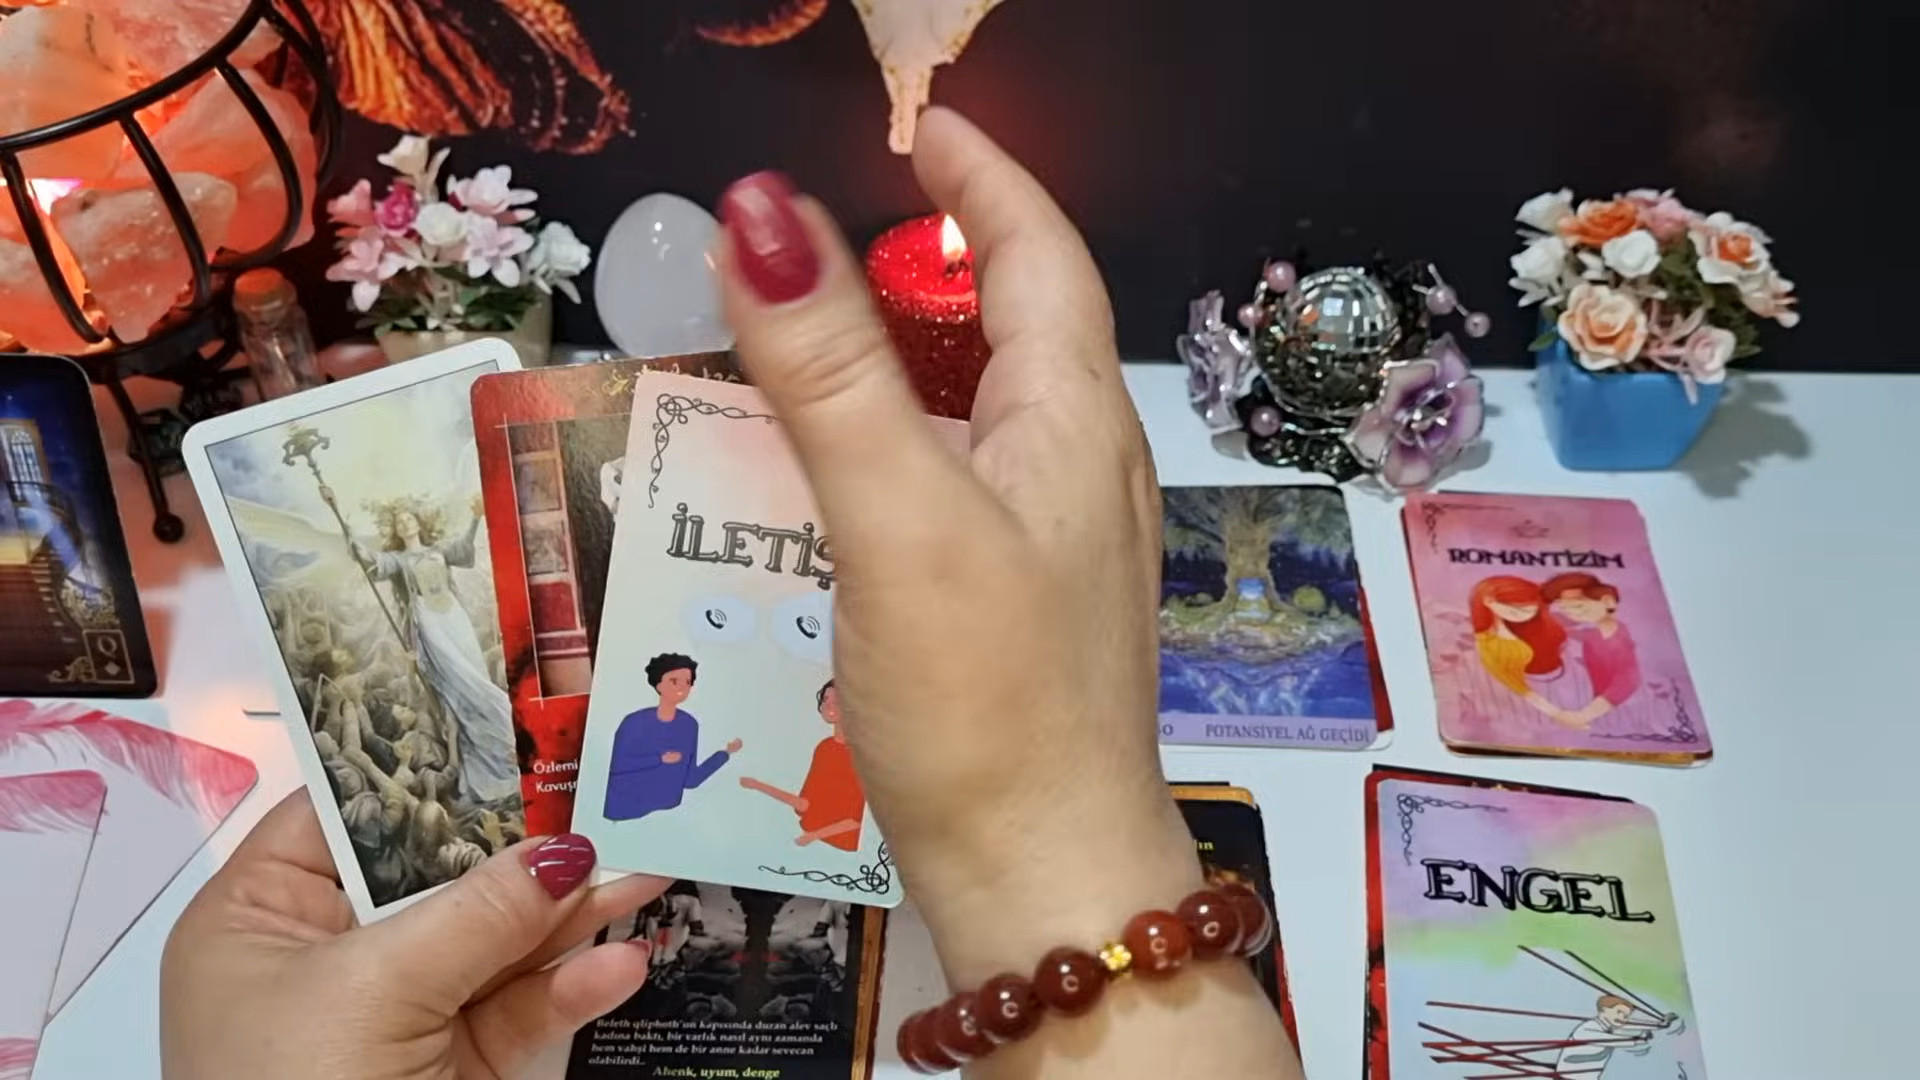 İLETİŞ
ROMANTİZİM
POTANSİYEL AĞ GEÇİDİ
Özlemi
Kavuş
Q
ENGEL
Beleth qliphoth'un kapısında duran alev saçlı
kadına baktı, bir varlık nasıl aynı zamanda
hem vahşi hem de bir anne kadar sevecen
olabilirdi..
Ahenk, uyum, denge